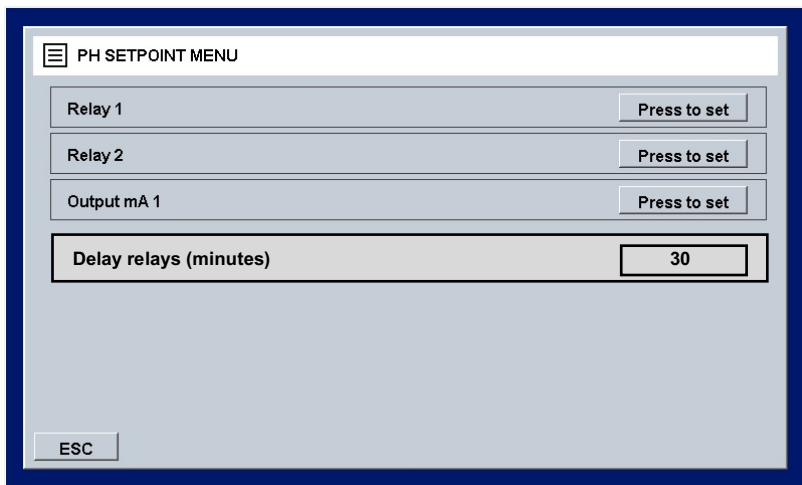 PH SETPOINT MENU
Relay 1 Press to set
Relay 2 Press to set
Output mA 1 Press to set
Delay relays (minutes) 30
ESC